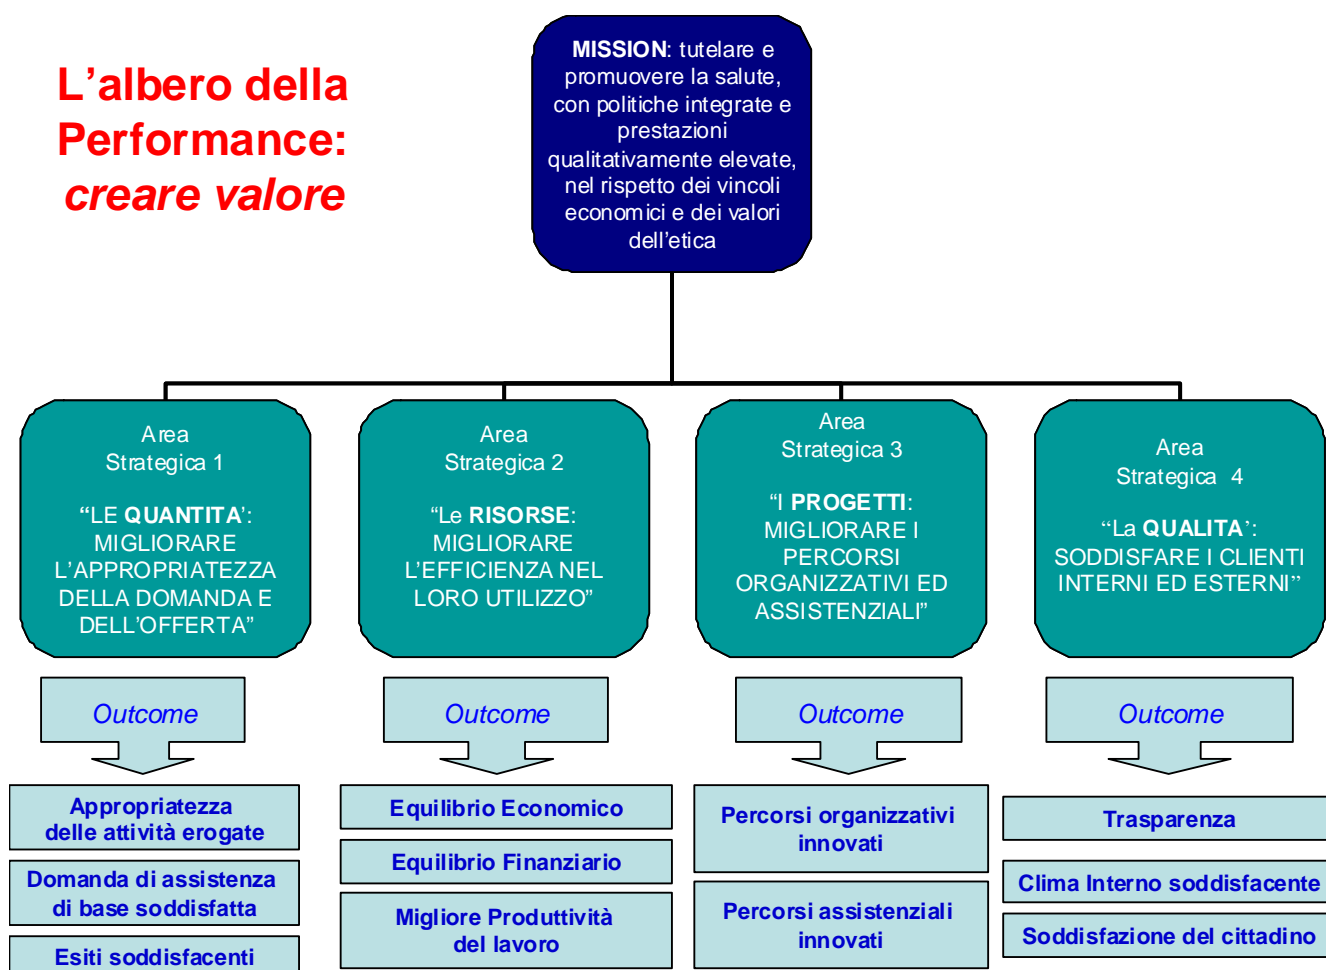 L’albero della
Performance:
creare valore
MISSION: tutelare e
promuovere la salute,
con politiche integrate e
prestazioni
qualitativamente elevate,
nel rispetto dei vincoli
economici e dei valori
dell’etica
Area
Strategica 1
“LE QUANTITA’:
MIGLIORARE
L’APPROPRIATEZZA
DELLA DOMANDA E
DELL’OFFERTA”
Area
Strategica 2
“Le RISORSE:
MIGLIORARE
L’EFFICIENZA NEL
LORO UTILIZZO”
Area
Strategica 3
“I PROGETTI:
MIGLIORARE I
PERCORSI
ORGANIZZATIVI ED
ASSISTENZIALI”
Area
Strategica 4
“La QUALITA’:
SODDISFARE I CLIENTI
INTERNI ED ESTERNI”
Outcome
Outcome
Outcome
Outcome
Appropriatezza
delle attività erogate
Domanda di assistenza
di base soddisfatta
Esiti soddisfacenti
Equilibrio Economico
Equilibrio Finanziario
Migliore Produttività
del lavoro
Percorsi organizzativi
innovati
Percorsi assistenziali
innovati
Trasparenza
Clima Interno soddisfacente
Soddisfazione del cittadino